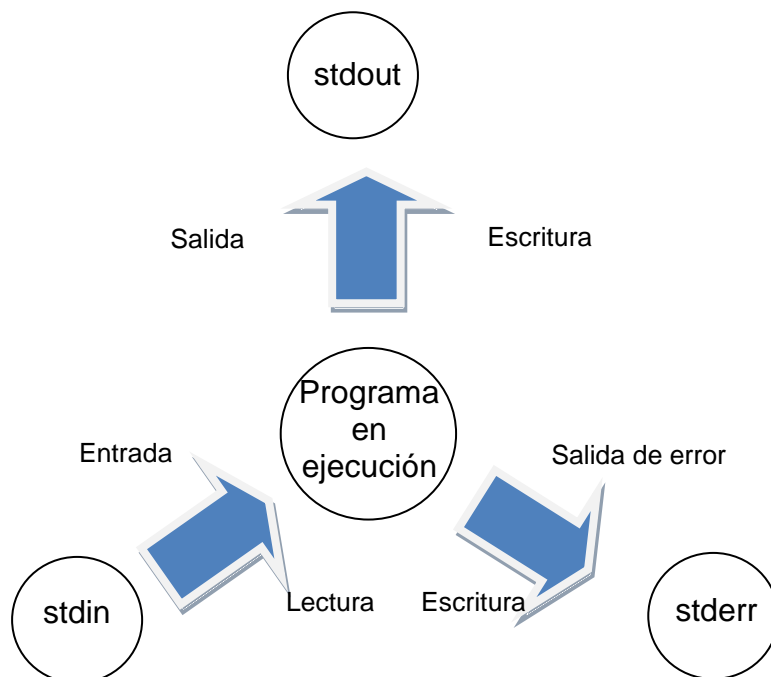 stdout
Salida
Escritura
Programa
en
ejecución
Entrada
Salida de error
stdin
Lectura
Escritura
stderr